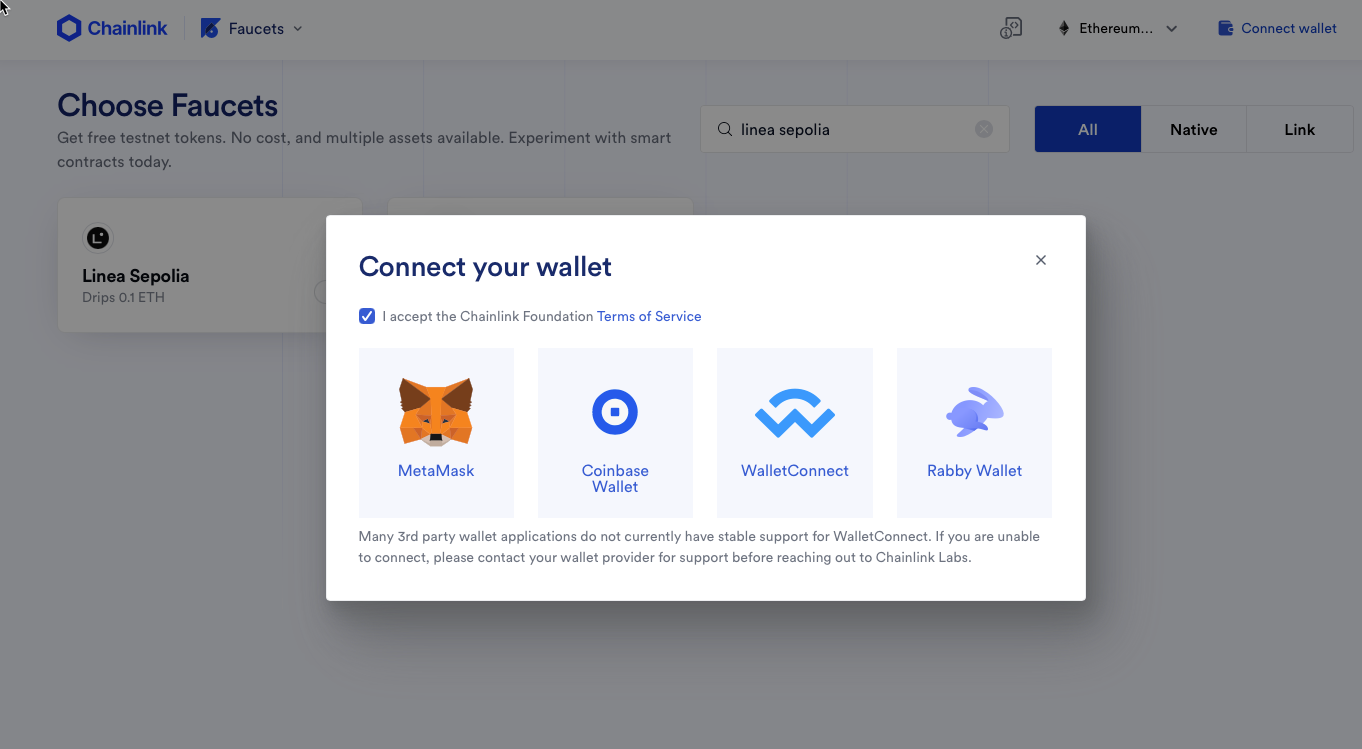 Chainlink
Faucets
Ethereum...
Connect wallet
Choose Faucets
Get free testnet tokens. No cost, and multiple assets available. Experiment with smart
contracts today.
linea sepolia
All
Native
Link
Linea Sepolia
Drips 0.1 ETH
Connect your wallet
I accept the Chainlink Foundation Terms of Service
MetaMask
Coinbase
Wallet
WalletConnect
Rabby Wallet
Many 3rd party wallet applications do not currently have stable support for WalletConnect. If you are unable
to connect, please contact your wallet provider for support before reaching out to Chainlink Labs.